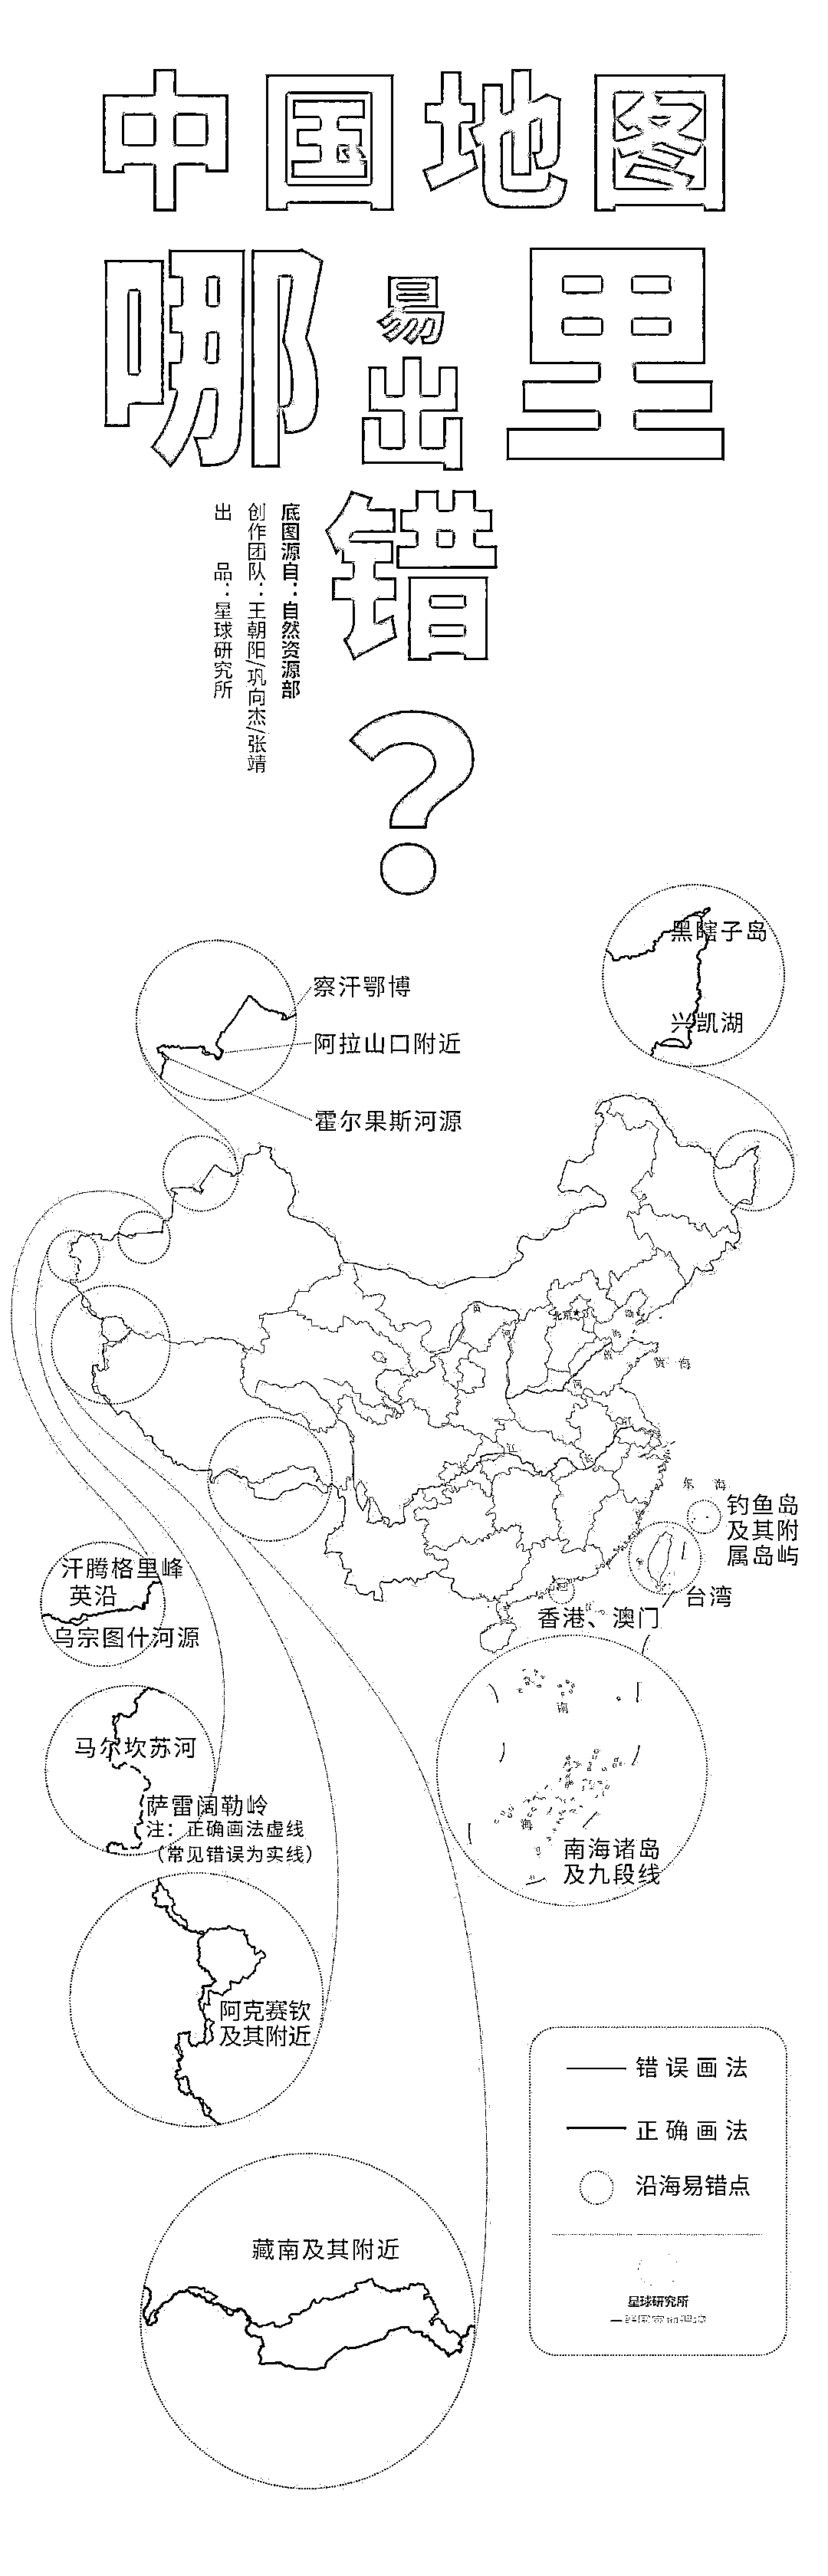 中国地图
哪里
易
出
错
?
底图源自：自然资源部
创作团队：王朝阳/巩向杰/张靖
出 品：星球研究所
黑瞎子岛
兴凯湖
察汗鄂博
阿拉山口附近
霍尔果斯河源
北京
黄 海
东 海
钓鱼岛
及其附
属岛屿
台湾
香港、澳门
汗腾格里峰
英沿
乌宗图什河源
马尔坎苏河
萨雷阔勒岭
注：正确画法虚线
（常见错误为实线）
南
海
南海诸岛
及九段线
阿克赛钦
及其附近
错误画法
正确画法
沿海易错点
星球研究所
藏南及其附近